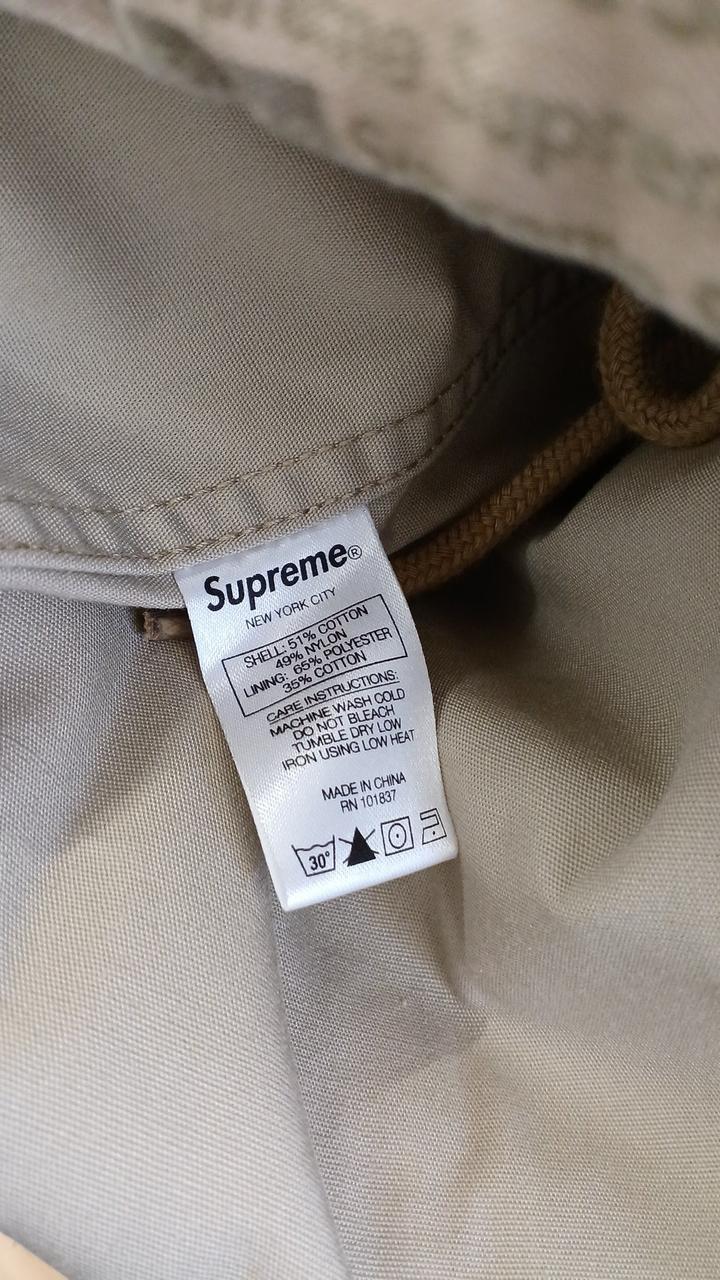 Supreme®
NEW YORK CITY
SHELL: 51% COTTON
49% NYLON
LINING: 65% POLYESTER
35% COTTON
CARE INSTRUCTIONS:
MACHINE WASH COLD
DO NOT BLEACH
TUMBLE DRY LOW
IRON USING LOW HEAT
MADE IN CHINA
RN 101837
30°